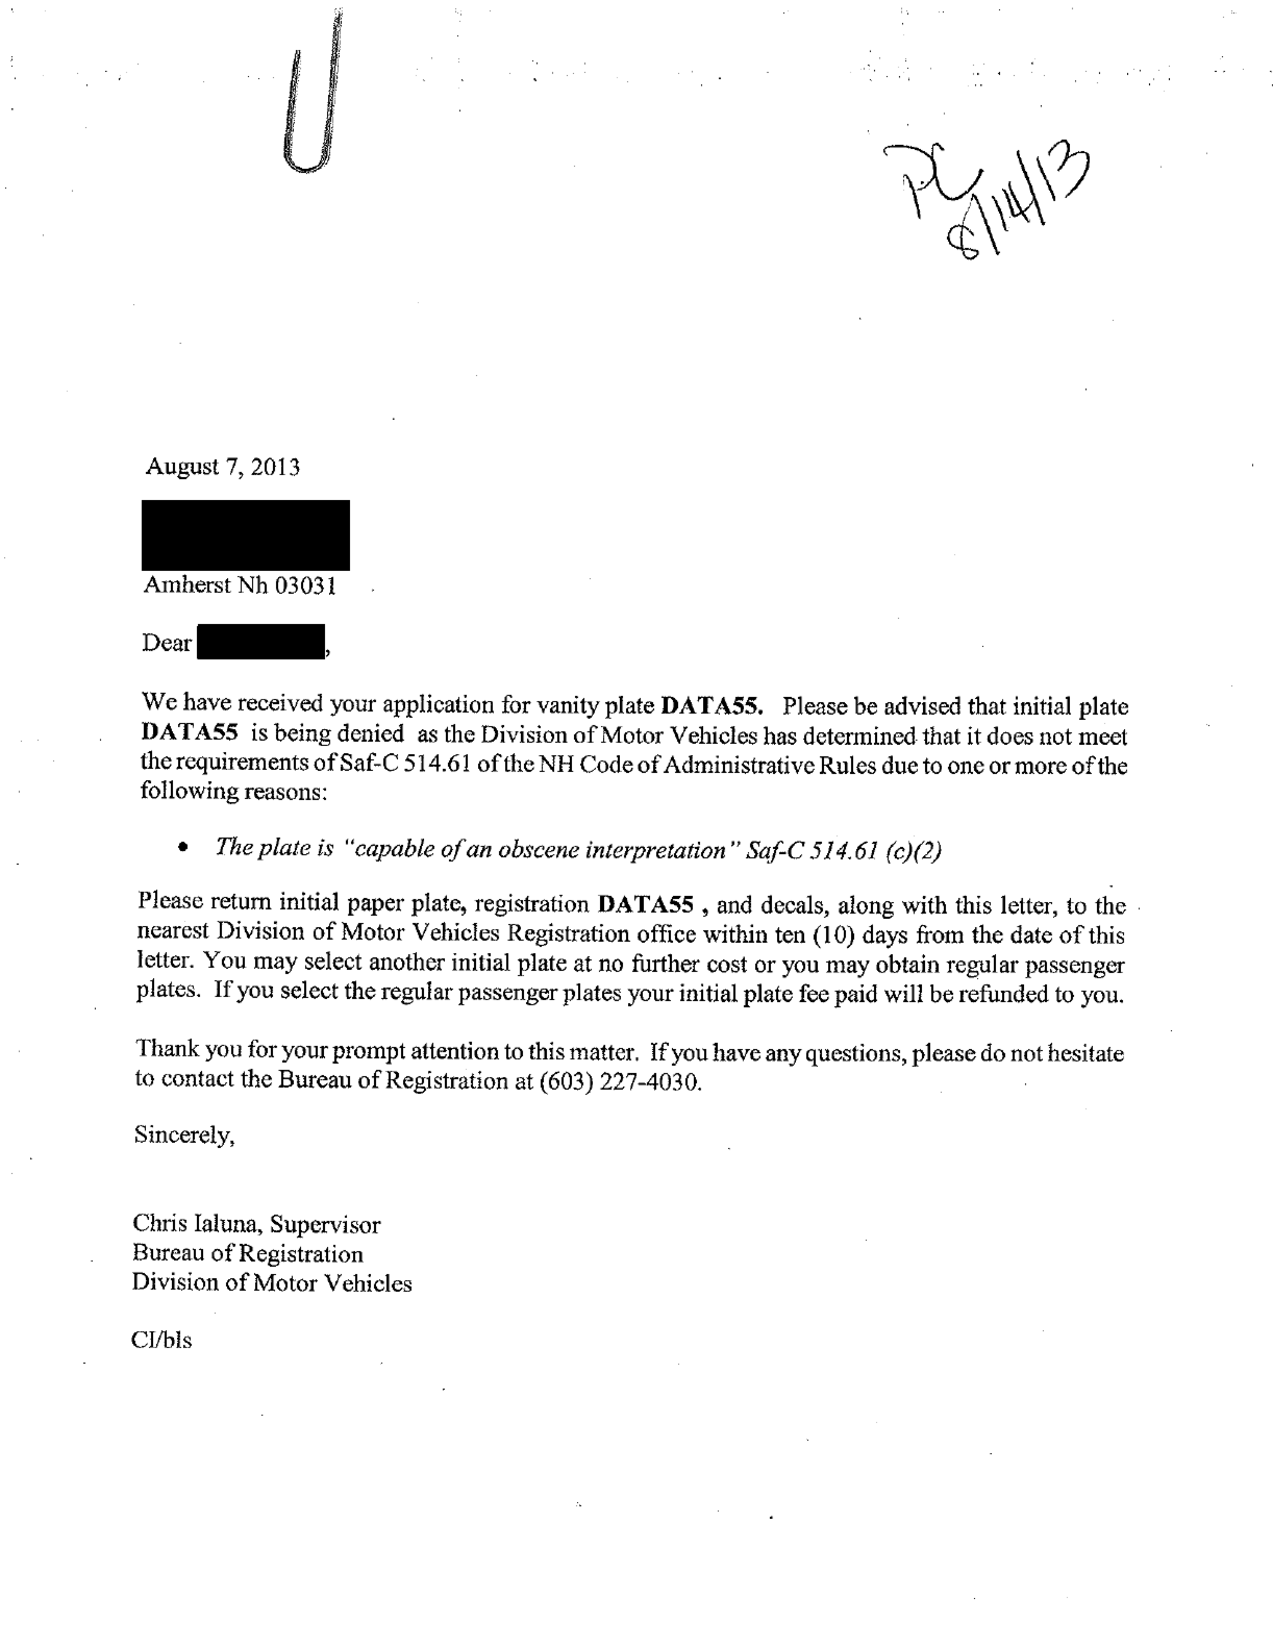 PC
8/14/13
August 7, 2013
Amherst Nh 03031
Dear ,
We have received your application for vanity plate DATA55. Please be advised that initial plate
DATA55 is being denied as the Division of Motor Vehicles has determined that it does not meet
the requirements of Saf-C 514.61 of the NH Code of Administrative Rules due to one or more of the
following reasons:
• The plate is "capable of an obscene interpretation" Saf-C 514.61 (c)(2)
Please return initial paper plate, registration DATA55 , and decals, along with this letter, to the
nearest Division of Motor Vehicles Registration office within ten (10) days from the date of this
letter. You may select another initial plate at no further cost or you may obtain regular passenger
plates. If you select the regular passenger plates your initial plate fee paid will be refunded to you.
Thank you for your prompt attention to this matter. If you have any questions, please do not hesitate
to contact the Bureau of Registration at (603) 227-4030.
Sincerely,
Chris Ialuna, Supervisor
Bureau of Registration
Division of Motor Vehicles
CI/bls